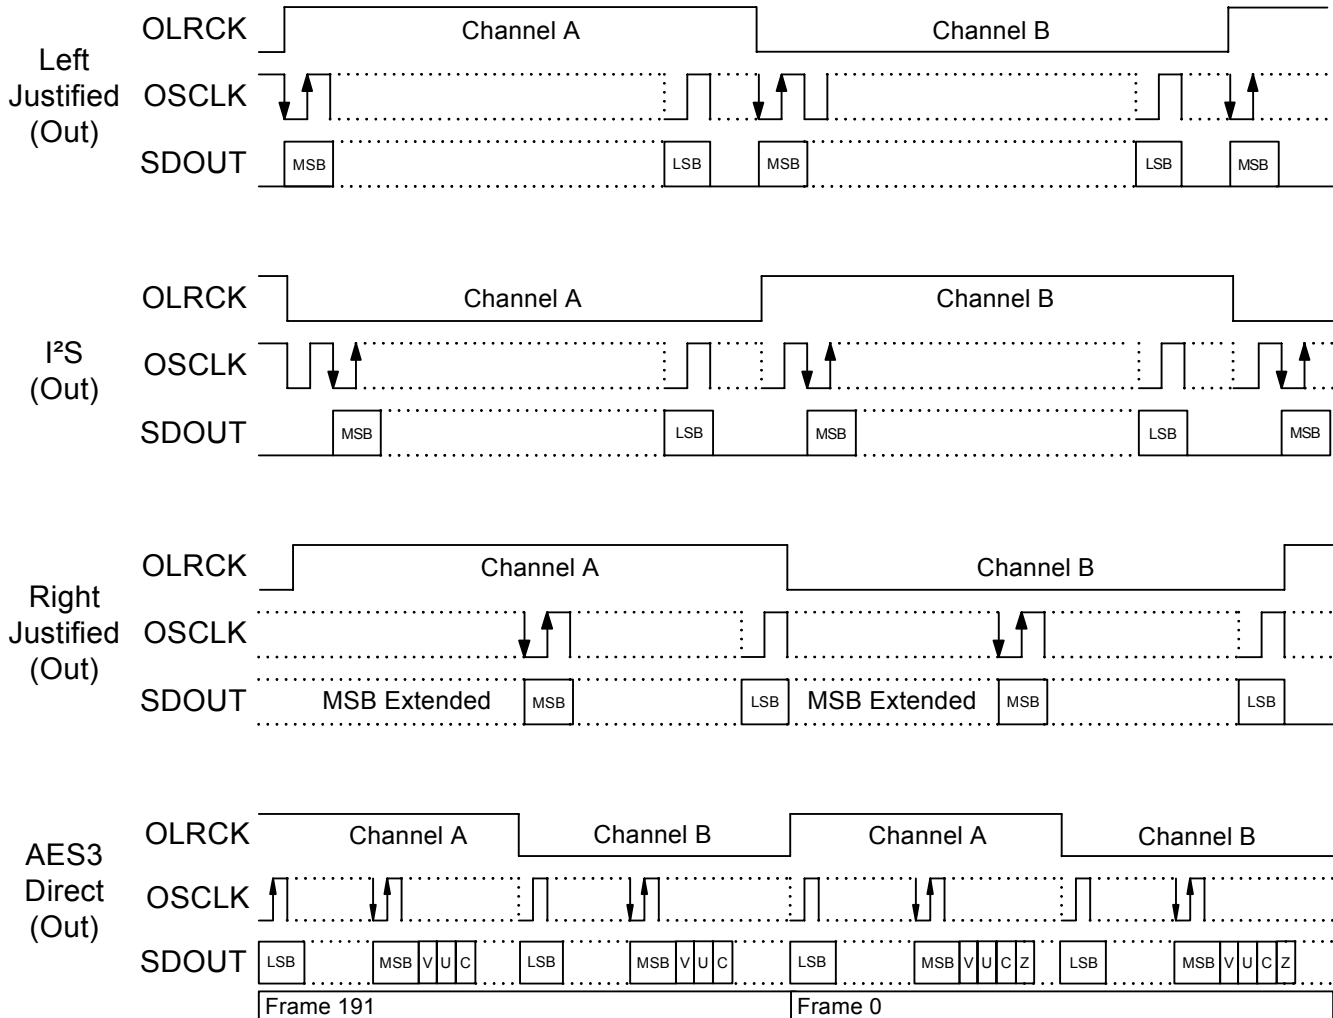 Left
Justified
(Out)
OLRCK
Channel A
Channel B
OSCLK
SDOUT
MSB
LSB
MSB
LSB
MSB
I²S
(Out)
OLRCK
Channel A
Channel B
OSCLK
SDOUT
MSB
LSB
MSB
LSB
MSB
Right
Justified
(Out)
OLRCK
Channel A
Channel B
OSCLK
SDOUT
MSB Extended
MSB
LSB
MSB Extended
MSB
LSB
AES3
Direct
(Out)
OLRCK
Channel A
Channel B
Channel A
Channel B
OSCLK
SDOUT
LSB
MSB V U C
LSB
MSB V U C
LSB
MSB V U C Z
LSB
MSB V U C Z
Frame 191
Frame 0